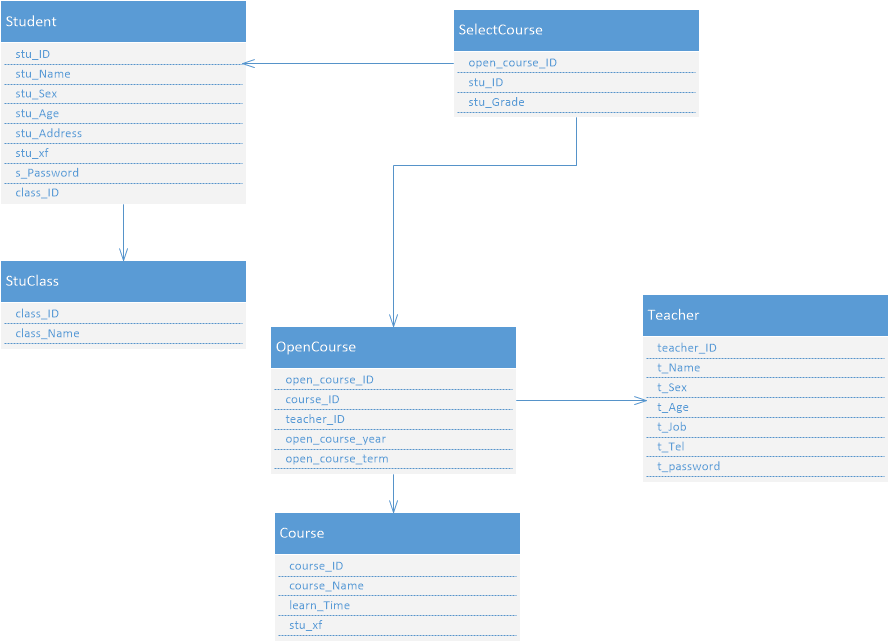 Student
stu_ID
stu_Name
stu_Sex
stu_Age
stu_Address
stu_xf
s_Password
class_ID
SelectCourse
open_course_ID
stu_ID
stu_Grade
StuClass
class_ID
class_Name
OpenCourse
open_course_ID
course_ID
teacher_ID
open_course_year
open_course_term
Teacher
teacher_ID
t_Name
t_Sex
t_Age
t_Job
t_Tel
t_password
Course
course_ID
course_Name
learn_Time
stu_xf